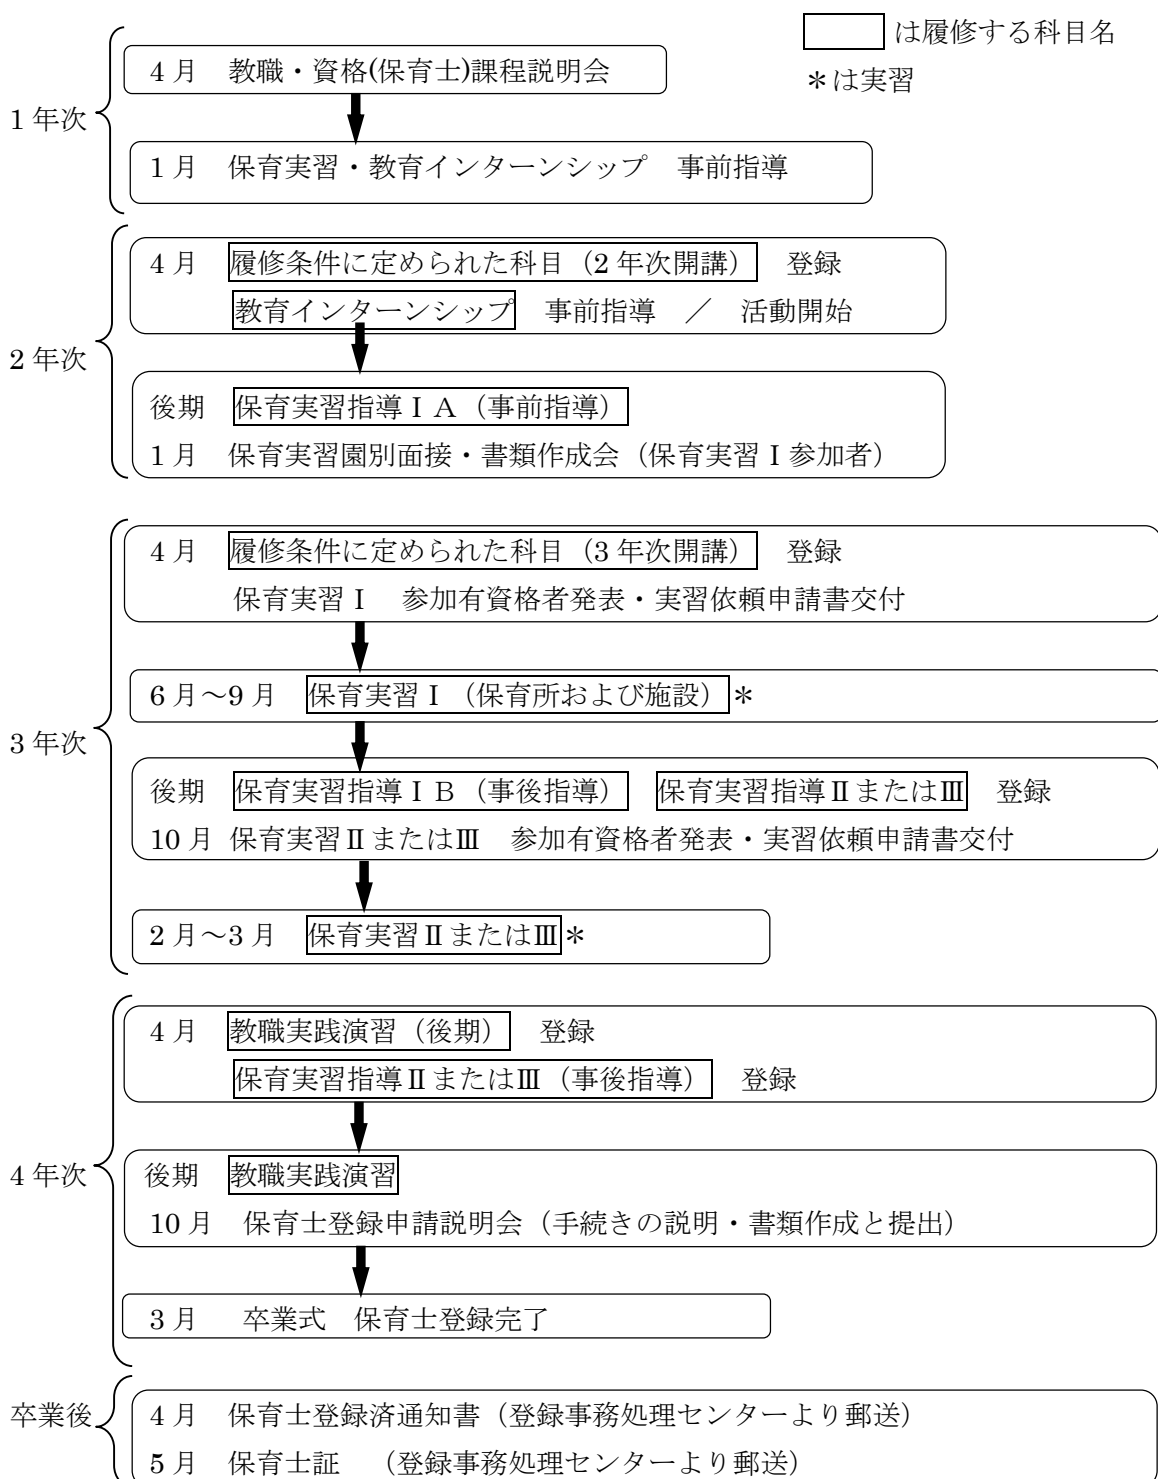 は履修する科目名
＊は実習
1年次
4月 教職・資格(保育士)課程説明会
1月 保育実習・教育インターンシップ 事前指導
2年次
4月 履修条件に定められた科目（2年次開講） 登録
教育インターンシップ 事前指導 ／ 活動開始
後期 保育実習指導ⅠA（事前指導）
1月 保育実習園別面接・書類作成会（保育実習Ⅰ参加者）
3年次
4月 履修条件に定められた科目（3年次開講） 登録
保育実習Ⅰ 参加有資格者発表・実習依頼申請書交付
6月～9月 保育実習Ⅰ（保育所および施設）＊
後期 保育実習指導ⅠB（事後指導） 保育実習指導ⅡまたはⅢ 登録
10月 保育実習ⅡまたはⅢ 参加有資格者発表・実習依頼申請書交付
2月～3月 保育実習ⅡまたはⅢ＊
4年次
4月 教職実践演習（後期） 登録
保育実習指導ⅡまたはⅢ（事後指導） 登録
後期 教職実践演習
10月 保育士登録申請説明会（手続きの説明・書類作成と提出）
3月 卒業式 保育士登録完了
卒業後
4月 保育士登録済通知書（登録事務処理センターより郵送）
5月 保育士証 （登録事務処理センターより郵送）